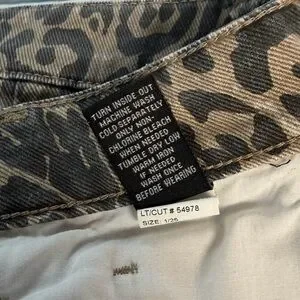 TURN INSIDE OUT
MACHINE WASH
COLD SEPARATELY
ONLY NON-
CHLORINE BLEACH
WHEN NEEDED
TUMBLE DRY LOW
WARM IRON
IF NEEDED
WASH ONCE
BEFORE WEARING
LT/CUT # 54978
SIZE: 1/25